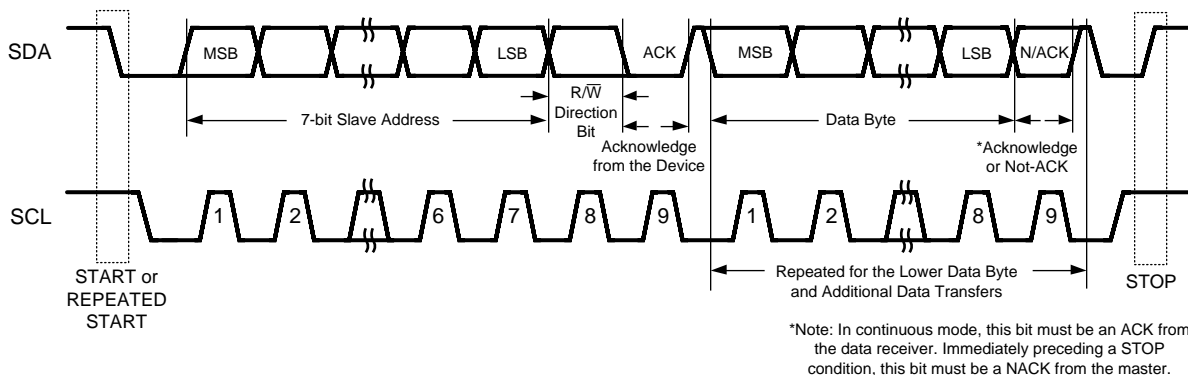 SDA
MSB
LSB
ACK
MSB
LSB
N/ACK
R/W̅
Direction
Bit
7-bit Slave Address
Acknowledge
from the Device
Data Byte
*Acknowledge
or Not-ACK
SCL
1
2
6
7
8
9
1
2
8
9
START or
REPEATED
START
Repeated for the Lower Data Byte
and Additional Data Transfers
STOP
*Note: In continuous mode, this bit must be an ACK from
the data receiver. Immediately preceding a STOP
condition, this bit must be a NACK from the master.